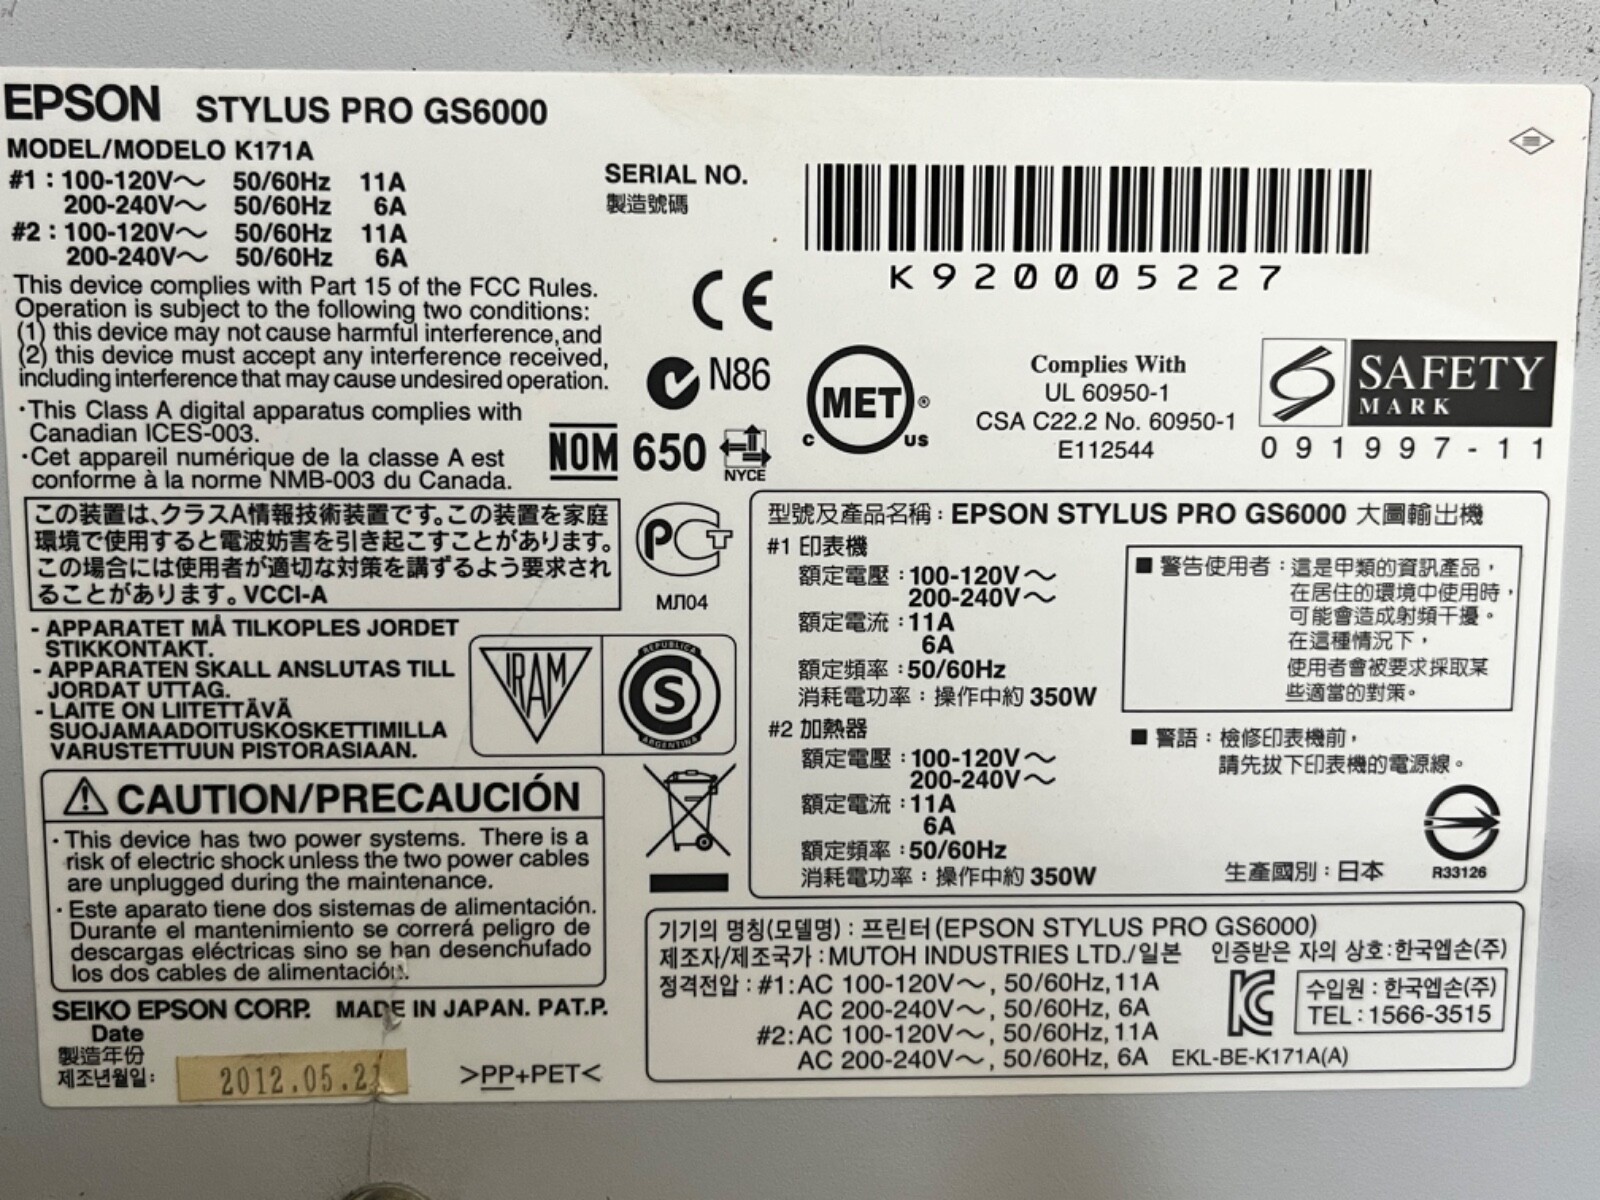 EPSON STYLUS PRO GS6000
MODEL/MODELO K171A
#1 : 100-120V～ 50/60Hz 11A
200-240V～ 50/60Hz 6A
#2 : 100-120V～ 50/60Hz 11A
200-240V～ 50/60Hz 6A
This device complies with Part 15 of the FCC Rules.
Operation is subject to the following two conditions:
(1) this device may not cause harmful interference,and
(2) this device must accept any interference received,
including interference that may cause undesired operation.
·This Class A digital apparatus complies with
Canadian ICES-003.
·Cet appareil numérique de la classe A est
conforme à la norme NMB-003 du Canada.
この装置は、クラスA情報技術装置です。この装置を家庭
環境で使用すると電波妨害を引き起こすことがあります。
この場合には使用者が適切な対策を講ずるよう要求され
ることがあります。VCCI-A
- APPARATET MÅ TILKOPLES JORDET
STIKKONTAKT.
- APPARATEN SKALL ANSLUTAS TILL
JORDAT UTTAG.
- LAITE ON LIITETTÄVÄ
SUOJAMAADOITUSKOSKETTIMILLA
VARUSTETTUUN PISTORASIAAN.
CAUTION/PRECAUCIÓN
· This device has two power systems. There is a
risk of electric shock unless the two power cables
are unplugged during the maintenance.
· Este aparato tiene dos sistemas de alimentación.
Durante el mantenimiento se correrá peligro de
descargas eléctricas sino se han desenchufado
los dos cables de alimentación.
SEIKO EPSON CORP. MADE IN JAPAN. PAT.P.
Date
製造年份
제조년월일:
2012.05.21
>PP+PET<
SERIAL NO.
製造號碼
K920005227
CE
N86
NOM 650
NYCE
C MET ® US
Complies With
UL 60950-1
CSA C22.2 No. 60950-1
E112544
SAFETY
MARK
091997-11
РСТ
МЛ04
IRAM
REPUBLICA
S
ARGENTINA
型號及產品名稱 : EPSON STYLUS PRO GS6000 大圖輸出機
#1 印表機
額定電壓 : 100-120V～
200-240V～
額定電流 : 11A
6A
額定頻率 : 50/60Hz
消耗電功率 : 操作中約 350W
#2 加熱器
額定電壓 : 100-120V～
200-240V～
額定電流 : 11A
6A
額定頻率 : 50/60Hz
消耗電功率 : 操作中約 350W
■ 警告使用者 : 這是甲類的資訊產品，
在居住的環境中使用時，
可能會造成射頻干擾。
在這種情況下，
使用者會被要求採取某
些適當的對策。
■ 警語 : 檢修印表機前，
請先拔下印表機的電源線。
生產國別 : 日本
R33126
기기의 명칭(모델명) : 프린터(EPSON STYLUS PRO GS6000)
제조자/제조국가 : MUTOH INDUSTRIES LTD./일본 인증받은 자의 상호:한국엡손(주)
정격전압 : #1:AC 100-120V～, 50/60Hz, 11A
AC 200-240V～, 50/60Hz, 6A
#2:AC 100-120V～, 50/60Hz, 11A
AC 200-240V～, 50/60Hz, 6A EKL-BE-K171A(A)
수입원 : 한국엡손(주)
TEL : 1566-3515